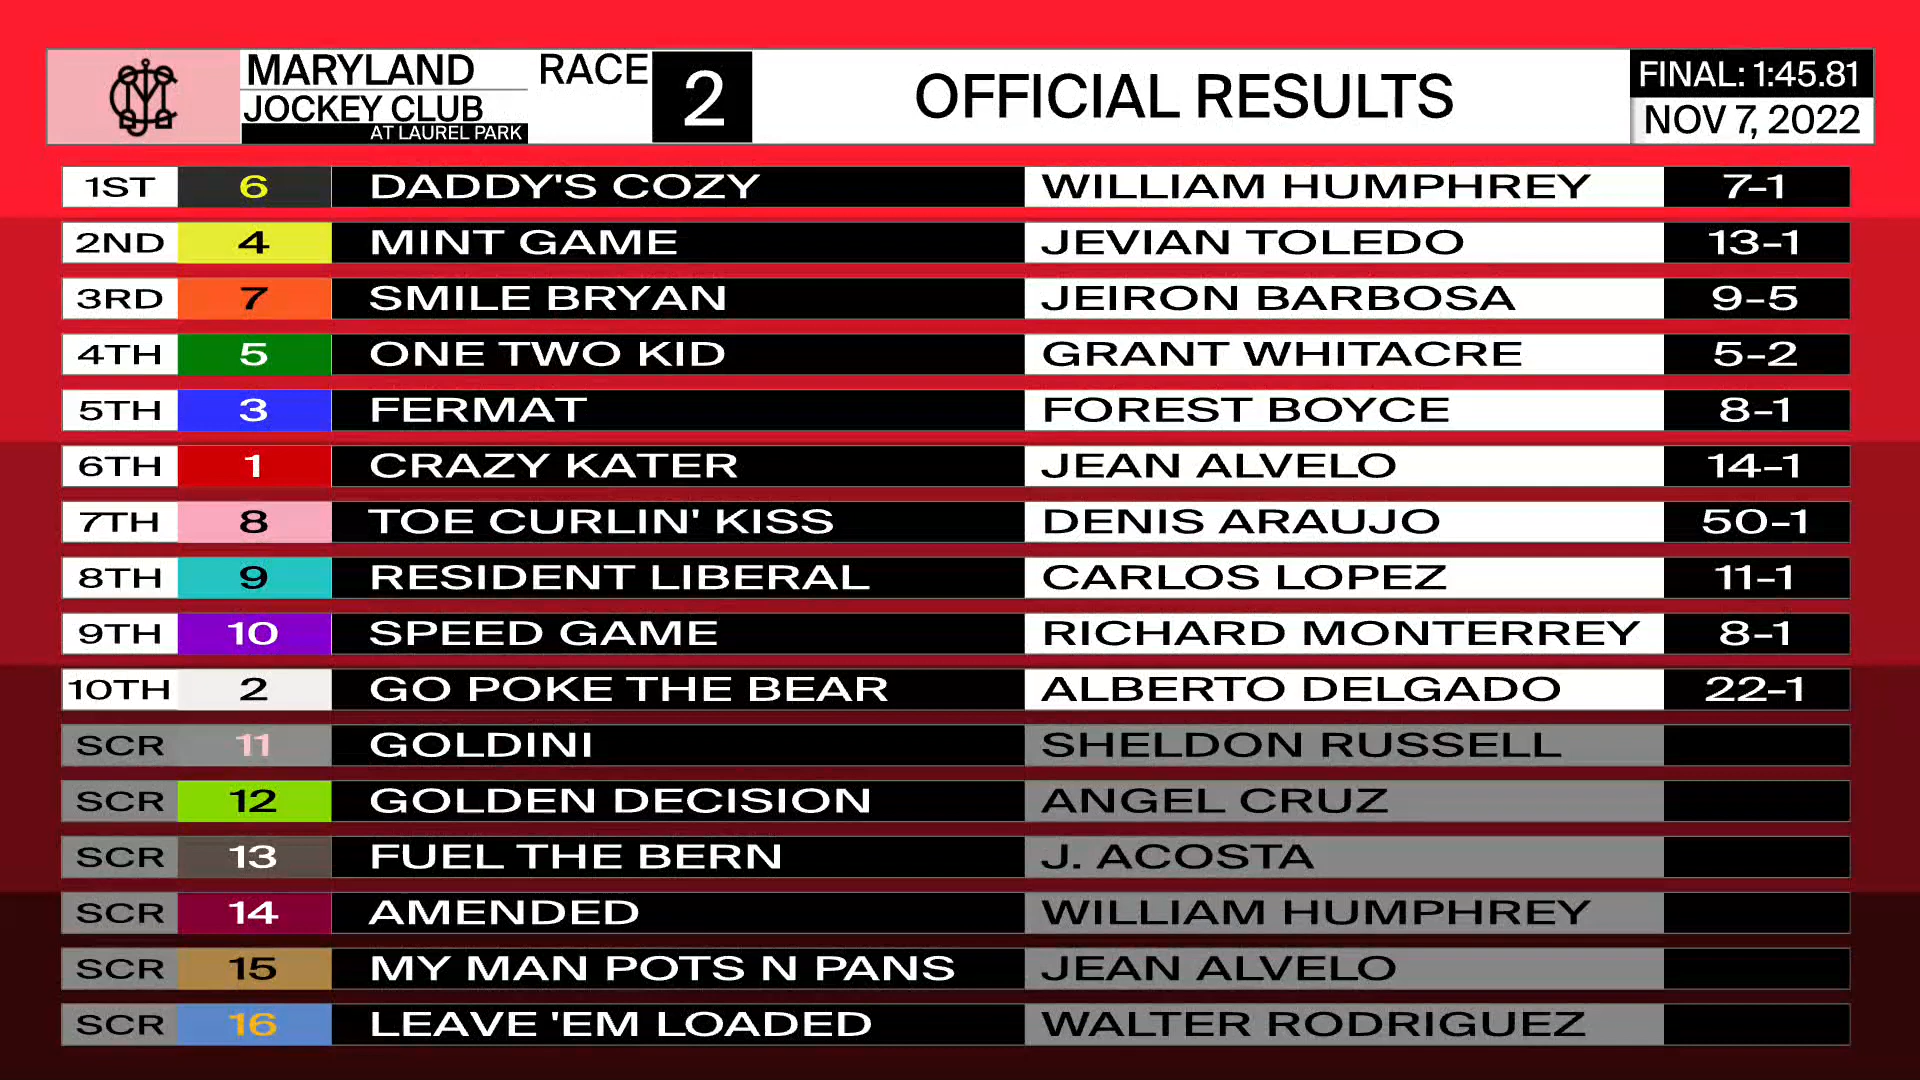 MARYLAND
JOCKEY CLUB
AT LAUREL PARK
RACE 2
OFFICIAL RESULTS
FINAL: 1:45.81
NOV 7, 2022
1ST 6 DADDY'S COZY WILLIAM HUMPHREY 7-1
2ND 4 MINT GAME JEVIAN TOLEDO 13-1
3RD 7 SMILE BRYAN JEIRON BARBOSA 9-5
4TH 5 ONE TWO KID GRANT WHITACRE 5-2
5TH 3 FERMAT FOREST BOYCE 8-1
6TH 1 CRAZY KATER JEAN ALVELO 14-1
7TH 8 TOE CURLIN' KISS DENIS ARAUJO 50-1
8TH 9 RESIDENT LIBERAL CARLOS LOPEZ 11-1
9TH 10 SPEED GAME RICHARD MONTERREY 8-1
10TH 2 GO POKE THE BEAR ALBERTO DELGADO 22-1
SCR 11 GOLDINI SHELDON RUSSELL
SCR 12 GOLDEN DECISION ANGEL CRUZ
SCR 13 FUEL THE BERN J. ACOSTA
SCR 14 AMENDED WILLIAM HUMPHREY
SCR 15 MY MAN POTS N PANS JEAN ALVELO
SCR 16 LEAVE 'EM LOADED WALTER RODRIGUEZ